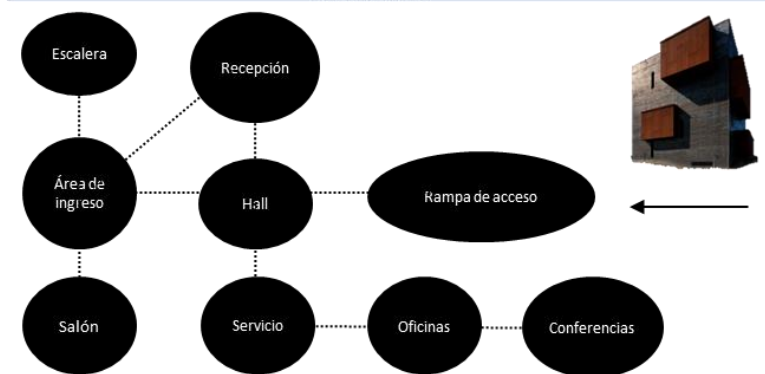 Escalera
Recepción
Área de
ingreso
Hall
Rampa de acceso
Salón
Servicio
Oficinas
Conferencias